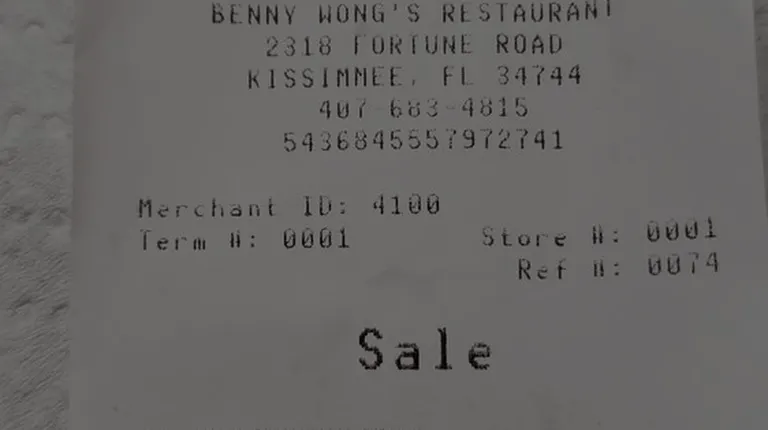 BENNY WONG'S RESTAURANT
2318 FORTUNE ROAD
KISSIMMEE, FL 34744
407-683-4815
5436845557972741
Merchant ID: 4100
Term #: 0001
Store #: 0001
Ref #: 0074
Sale